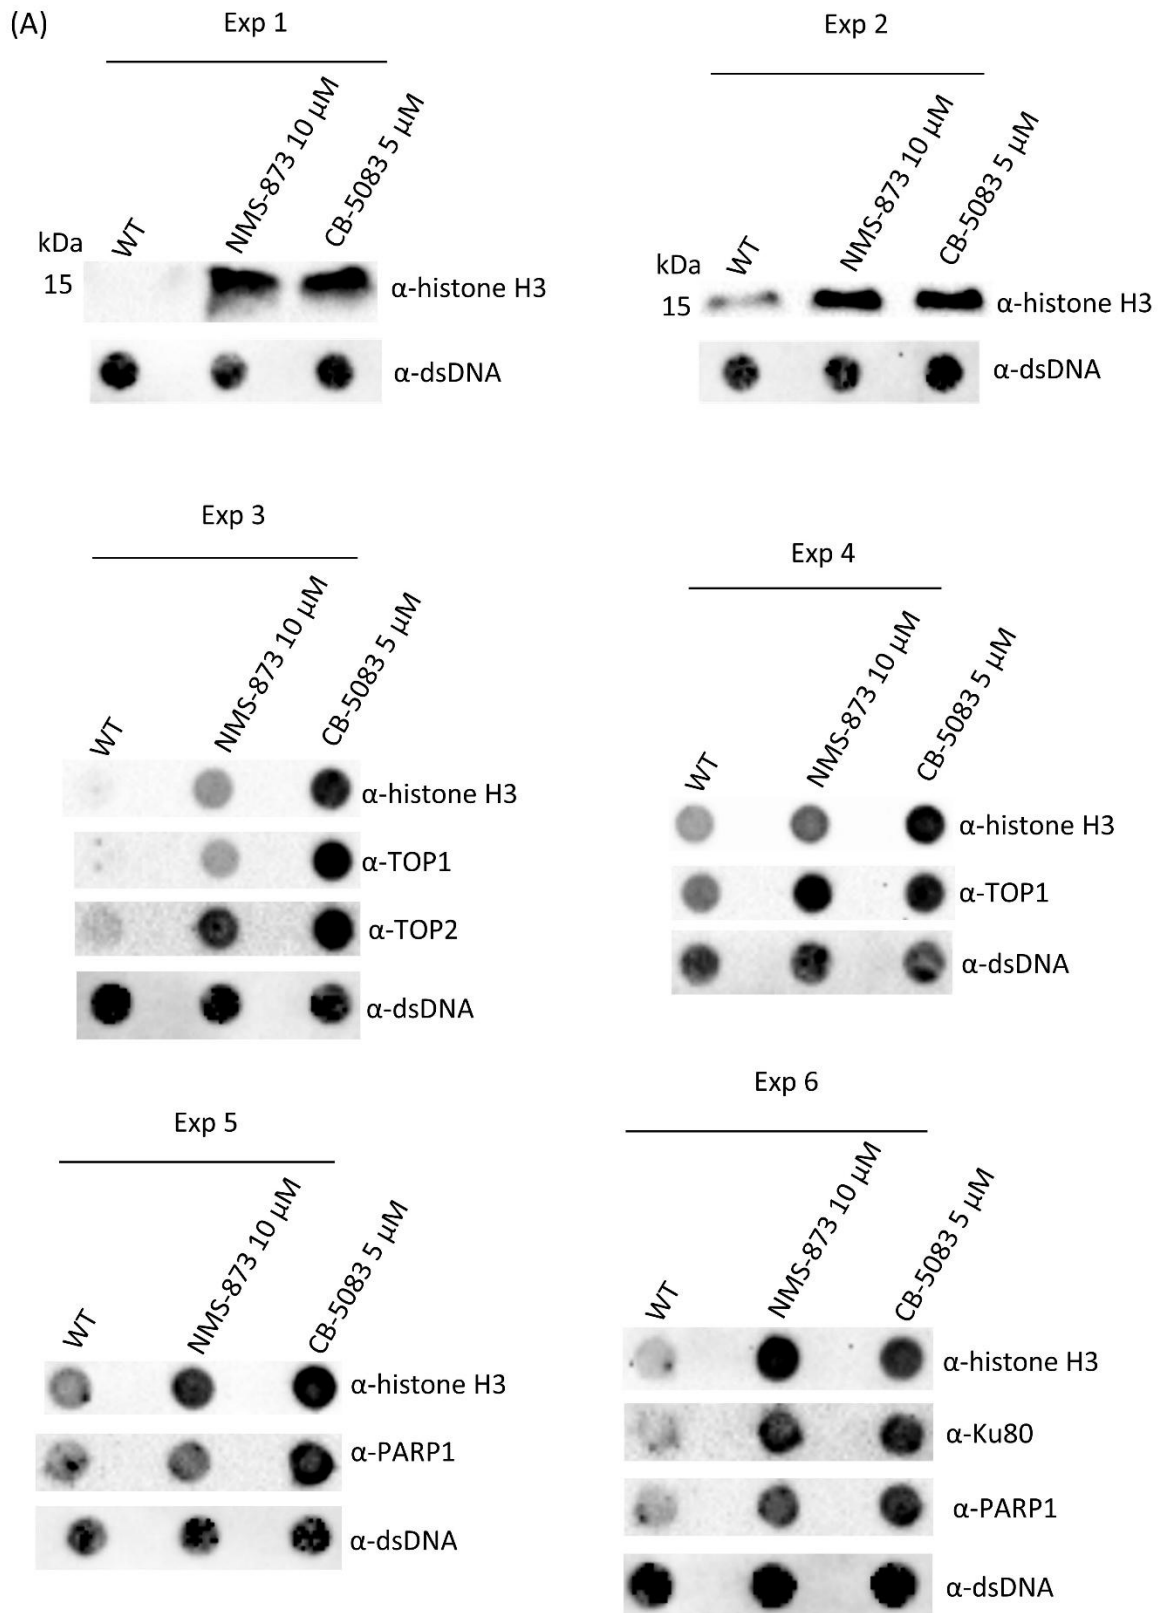 (A)
Exp 1
WT
NMS-873 10 µM
CB-5083 5 µM
kDa
15
α-histone H3
α-dsDNA
Exp 2
WT
NMS-873 10 µM
CB-5083 5 µM
kDa
15
α-histone H3
α-dsDNA
Exp 3
WT
NMS-873 10 µM
CB-5083 5 µM
α-histone H3
α-TOP1
α-TOP2
α-dsDNA
Exp 4
WT
NMS-873 10 µM
CB-5083 5 µM
α-histone H3
α-TOP1
α-dsDNA
Exp 5
WT
NMS-873 10 µM
CB-5083 5 µM
α-histone H3
α-PARP1
α-dsDNA
Exp 6
WT
NMS-873 10 µM
CB-5083 5 µM
α-histone H3
α-Ku80
α-PARP1
α-dsDNA